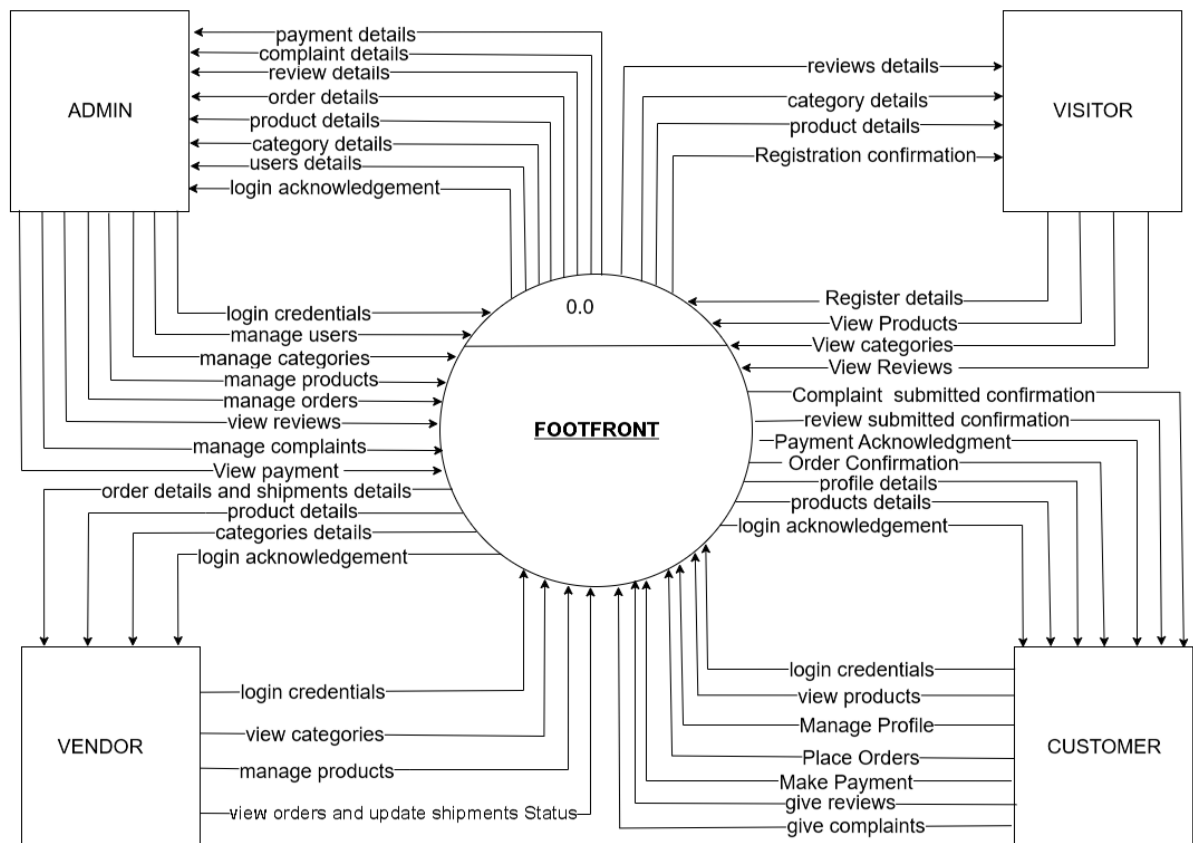 ADMIN
payment details
complaint details
review details
order details
product details
category details
users details
login acknowledgement
reviews details
category details
product details
Registration confirmation
VISITOR
login credentials
manage users
manage categories
manage products
manage orders
view reviews
manage complaints
View payment
0.0
FOOTFRONT
Register details
View Products
View categories
View Reviews
Complaint submitted confirmation
review submitted confirmation
Payment Acknowledgment
Order Confirmation
profile details
products details
login acknowledgement
order details and shipments details
product details
categories details
login acknowledgement
VENDOR
login credentials
view categories
manage products
view orders and update shipments Status
login credentials
view products
Manage Profile
Place Orders
Make Payment
give reviews
give complaints
CUSTOMER